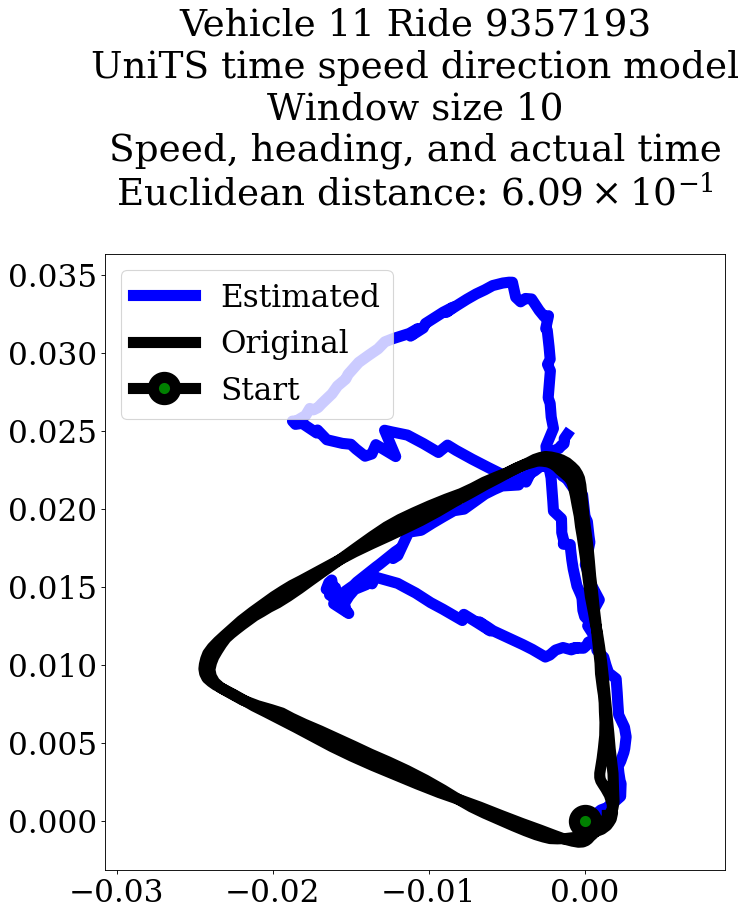 Vehicle 11 Ride 9357193
UniTS time speed direction model
Window size 10
Speed, heading, and actual time
Euclidean distance: 6.09 × 10⁻¹
Estimated
Original
Start
0.035
0.030
0.025
0.020
0.015
0.010
0.005
0.000
−0.03 −0.02 −0.01 0.00